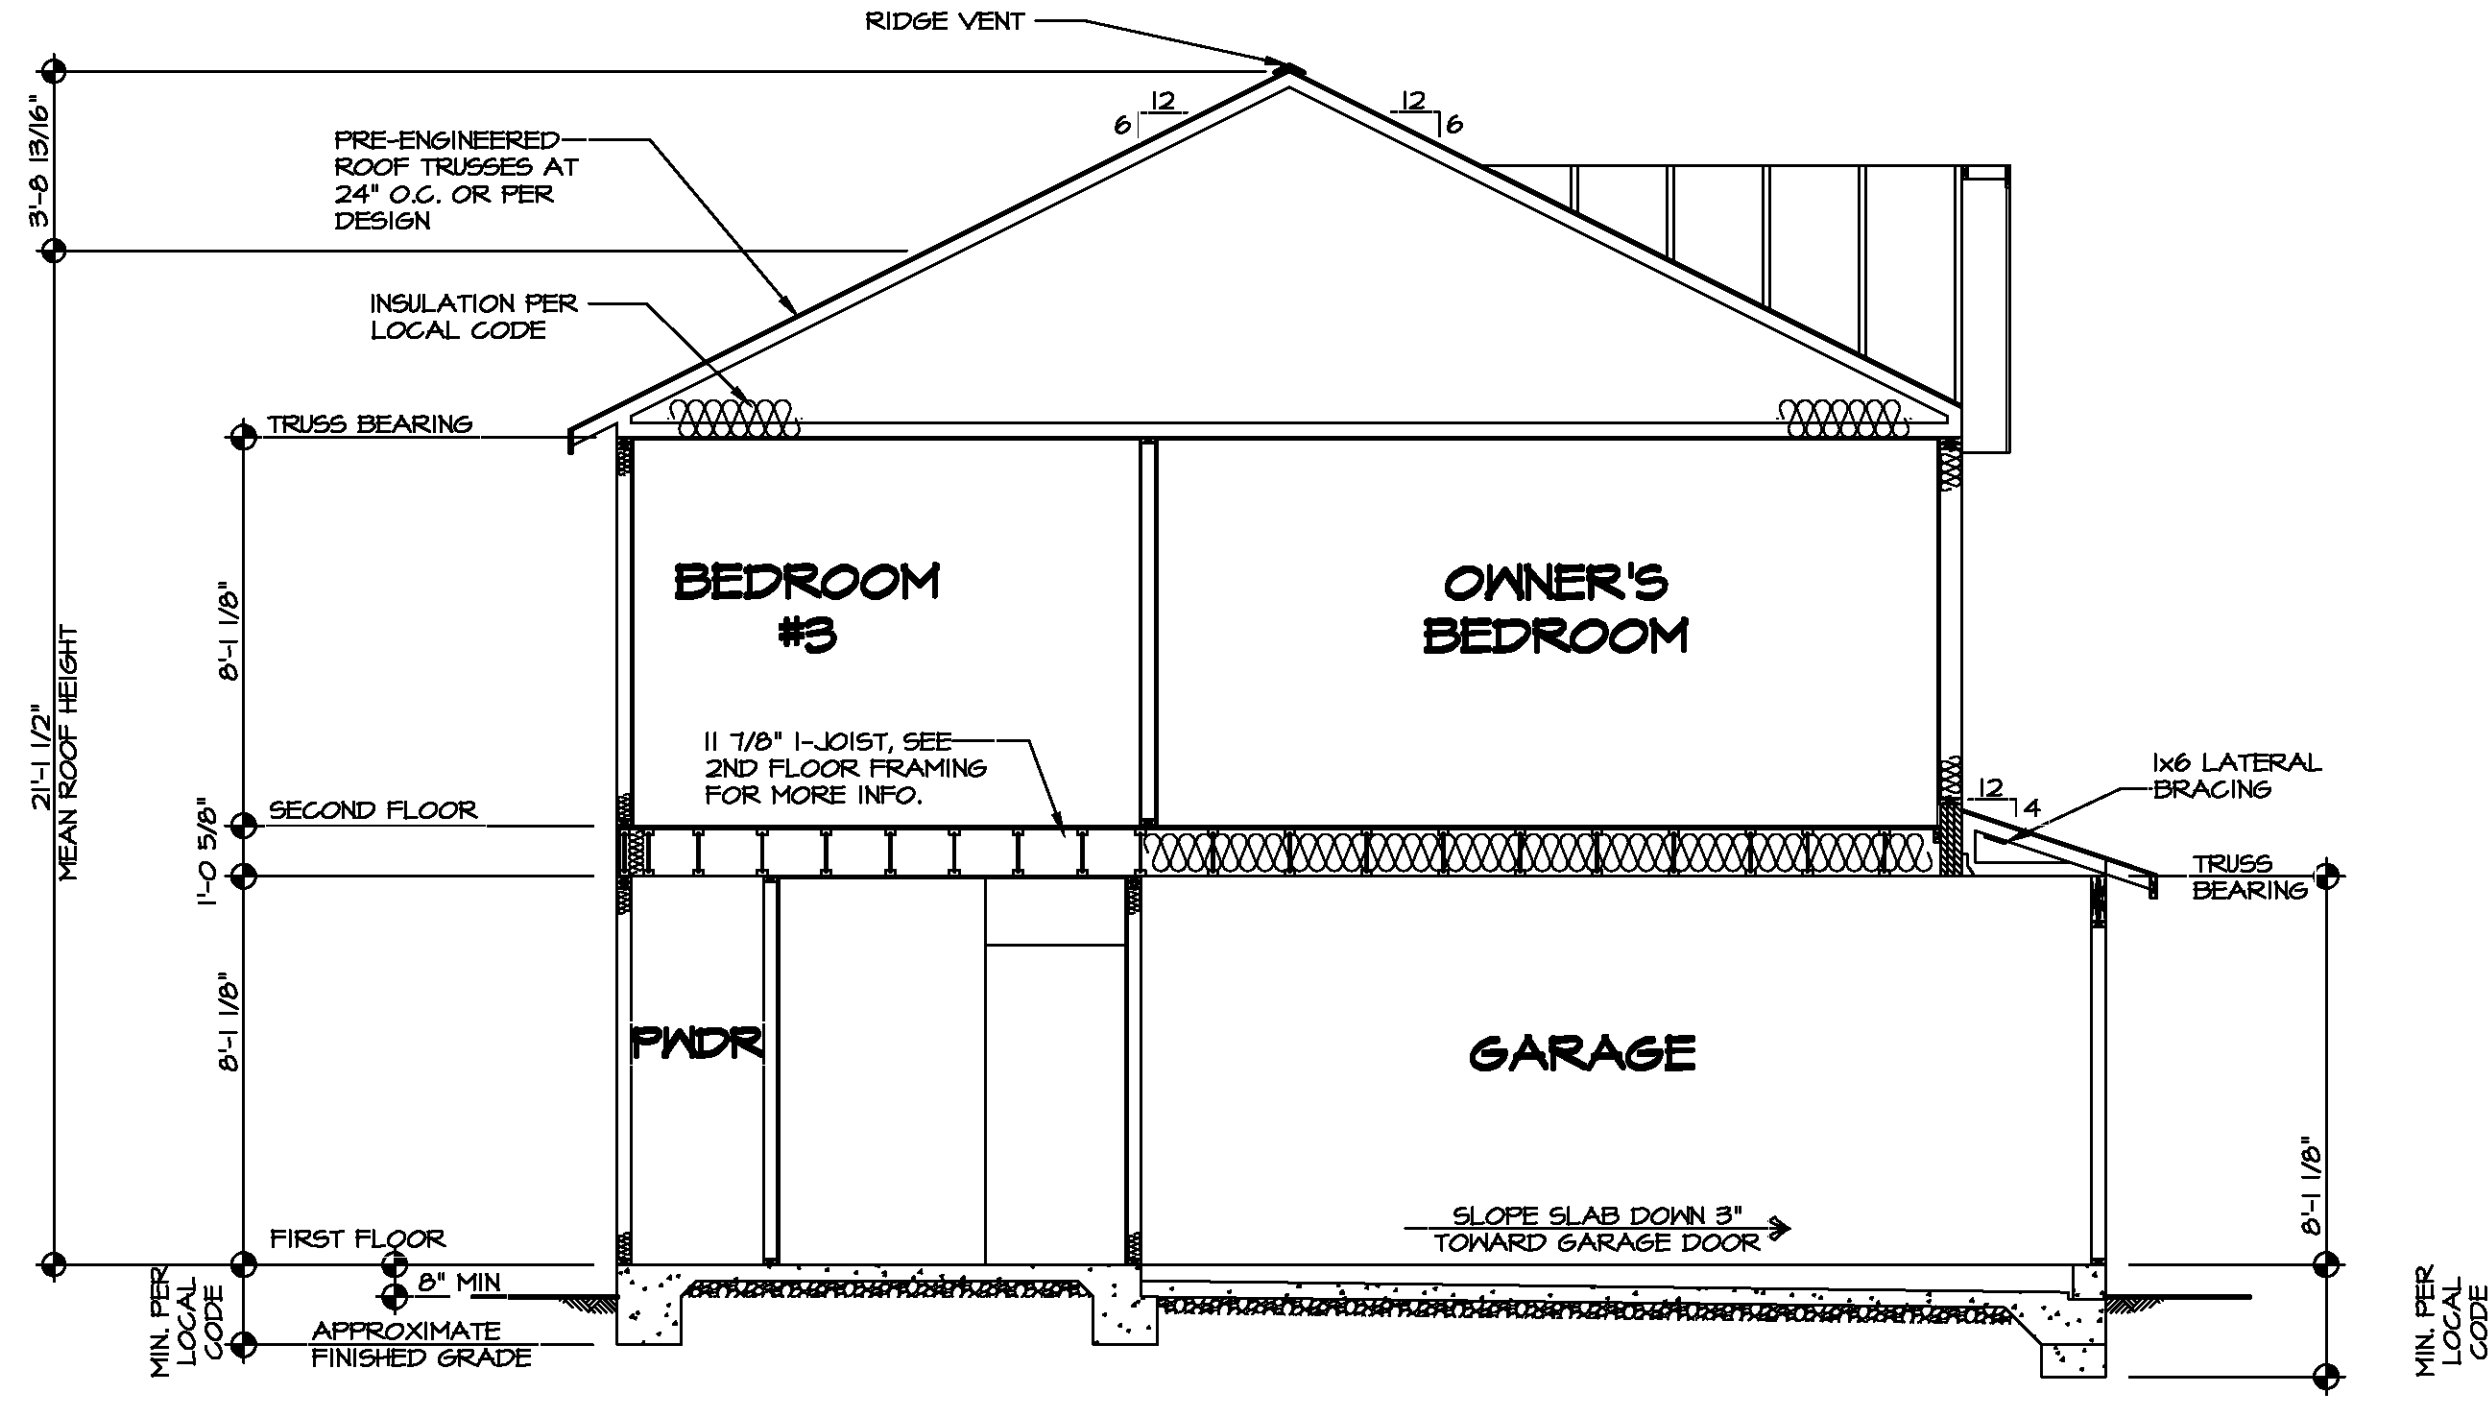 RIDGE VENT
12
6
12
6
3'-8 13/16"
PRE-ENGINEERED
ROOF TRUSSES AT
24" O.C. OR PER
DESIGN
INSULATION PER
LOCAL CODE
TRUSS BEARING
8'-1 1/8"
BEDROOM
#3
OWNER'S
BEDROOM
21'-1 1/2"
MEAN ROOF HEIGHT
11 7/8" I-JOIST, SEE
2ND FLOOR FRAMING
FOR MORE INFO.
1x6 LATERAL
BRACING
12
4
SECOND FLOOR
1'-0 5/8"
TRUSS
BEARING
8'-1 1/8"
PWDR
GARAGE
8'-1 1/8"
SLOPE SLAB DOWN 3"
TOWARD GARAGE DOOR
FIRST FLOOR
8" MIN
MIN. PER
LOCAL
CODE
APPROXIMATE
FINISHED GRADE
MIN. PER
LOCAL
CODE